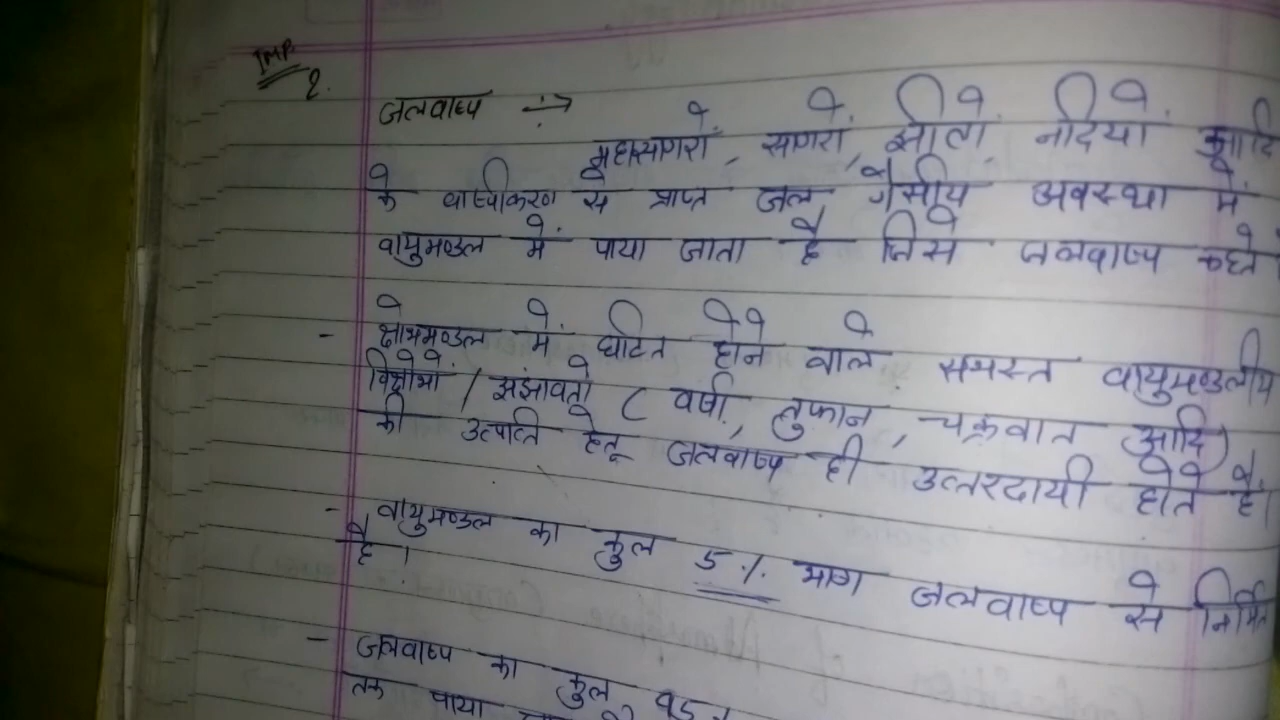 IMP.
2. जलवाष्प ÷→
महासागरों, सागरों, झीलों, नदियों आदि
के वाष्पीकरण से प्राप्त जल गैसीय अवस्था में
वायुमण्डल में पाया जाता है जिसे जलवाष्प कहते
- क्षोभमण्डल में घटित होने वाले समस्त वायुमण्डलीय
विक्षोभों / झंझावतो ( वर्षा, तुफान, चक्रवात आदि)
की उत्पत्ति हेतू जलवाष्प ही उत्तरदायी होते है।
- वायुमण्डल का कुल 5% भाग जलवाष्प से निर्मित
है।
- जलवाष्प का कुल
तक पाया